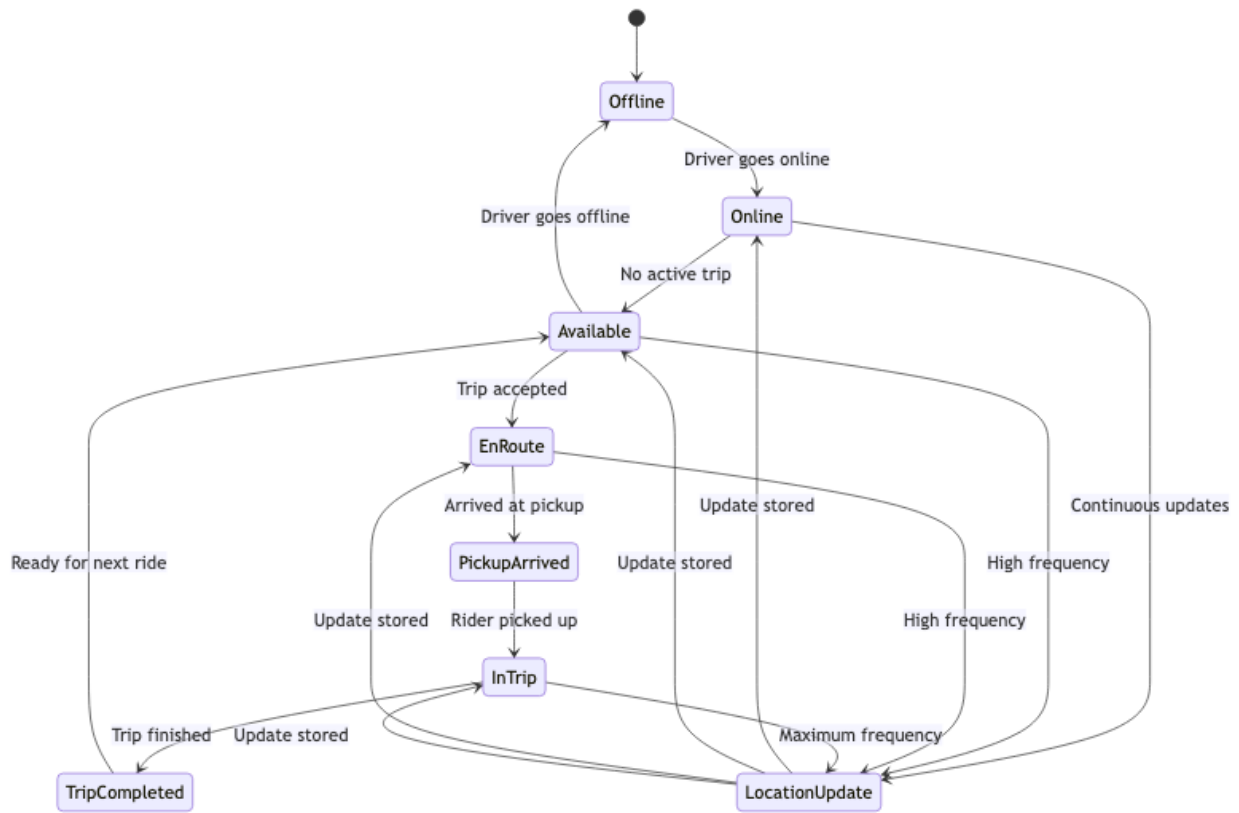 Offline
Driver goes online
Driver goes offline
Online
No active trip
Available
Trip accepted
EnRoute
Arrived at pickup
Update stored
Continuous updates
Ready for next ride
PickupArrived
Update stored
High frequency
Update stored
Rider picked up
High frequency
InTrip
Trip finished
Update stored
Maximum frequency
TripCompleted
LocationUpdate